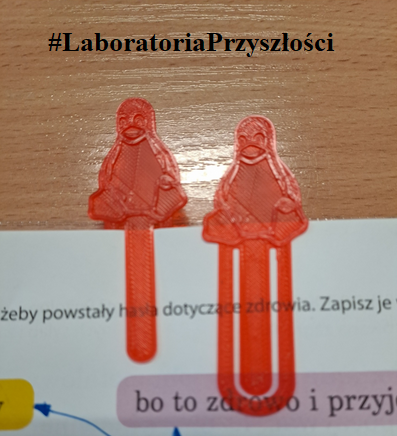 #LaboratoriaPrzyszłości
żeby powstały hasła dotyczące zdrowia. Zapisz je
bo to zdrowo i przyj